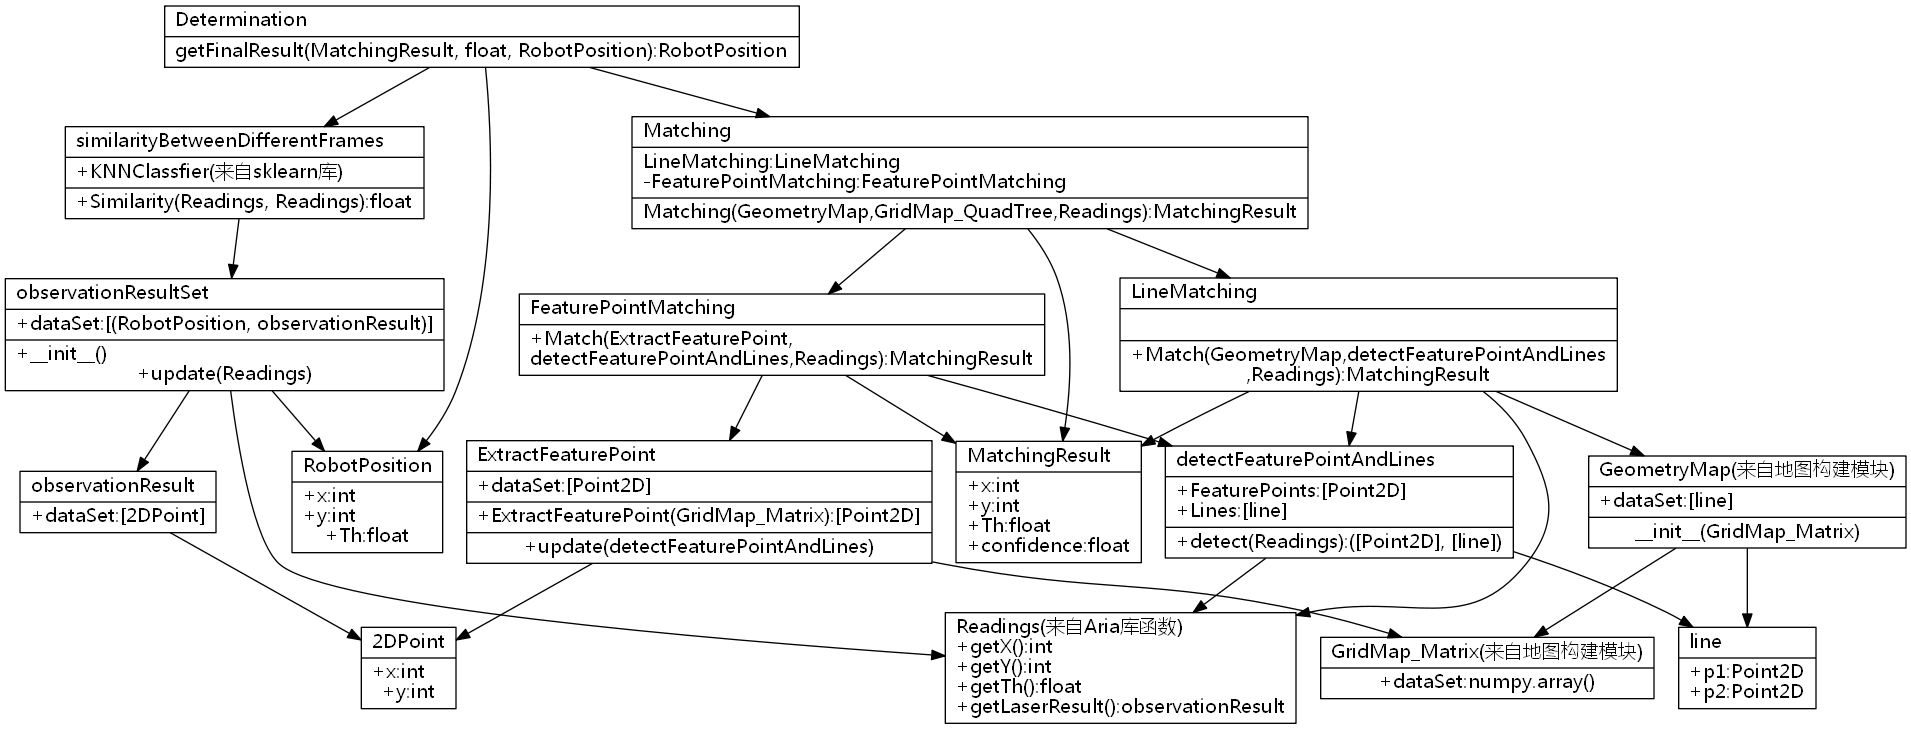 Determination
getFinalResult(MatchingResult, float, RobotPosition):RobotPosition
similarityBetweenDifferentFrames
+KNNClassfier(来自sklearn库)
+Similarity(Readings, Readings):float
Matching
LineMatching:LineMatching
-FeaturePointMatching:FeaturePointMatching
Matching(GeometryMap,GridMap_QuadTree,Readings):MatchingResult
observationResultSet
+dataSet:[(RobotPosition, observationResult)]
+__init__()
+update(Readings)
FeaturePointMatching
+Match(ExtractFeaturePoint,
detectFeaturePointAndLines,Readings):MatchingResult
LineMatching
+Match(GeometryMap,detectFeaturePointAndLines
,Readings):MatchingResult
observationResult
+dataSet:[2DPoint]
RobotPosition
+x:int
+y:int
+Th:float
ExtractFeaturePoint
+dataSet:[Point2D]
+ExtractFeaturePoint(GridMap_Matrix):[Point2D]
+update(detectFeaturePointAndLines)
MatchingResult
+x:int
+y:int
+Th:float
+confidence:float
detectFeaturePointAndLines
+FeaturePoints:[Point2D]
+Lines:[line]
+detect(Readings):([Point2D], [line])
GeometryMap(来自地图构建模块)
+dataSet:[line]
__init__(GridMap_Matrix)
2DPoint
+x:int
+y:int
Readings(来自Aria库函数)
+getX():int
+getY():int
+getTh():float
+getLaserResult():observationResult
GridMap_Matrix(来自地图构建模块)
+dataSet:numpy.array()
line
+p1:Point2D
+p2:Point2D